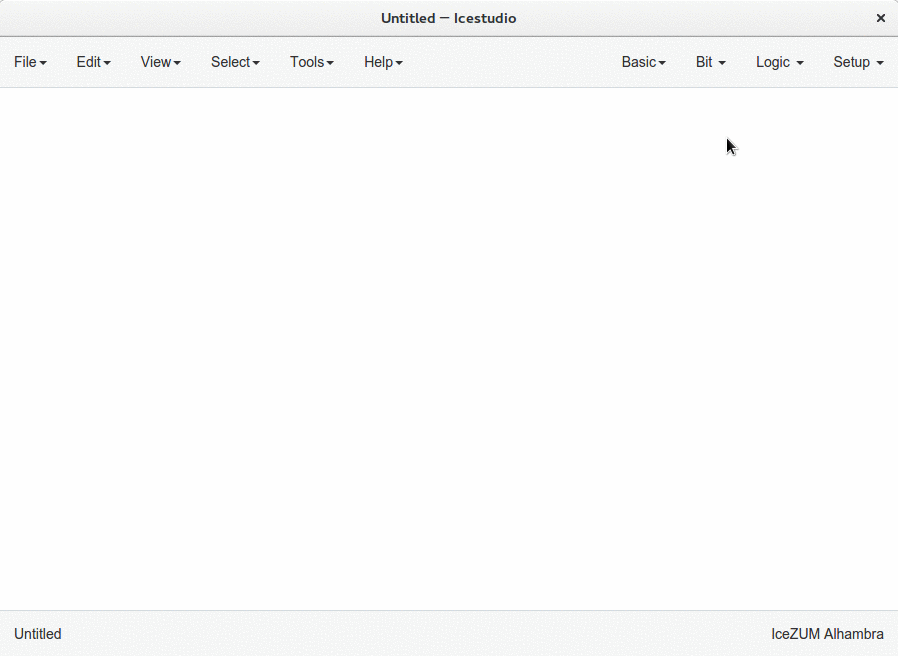 Untitled — Icestudio
File Edit View Select Tools Help Basic Bit Logic Setup
Untitled IceZUM Alhambra